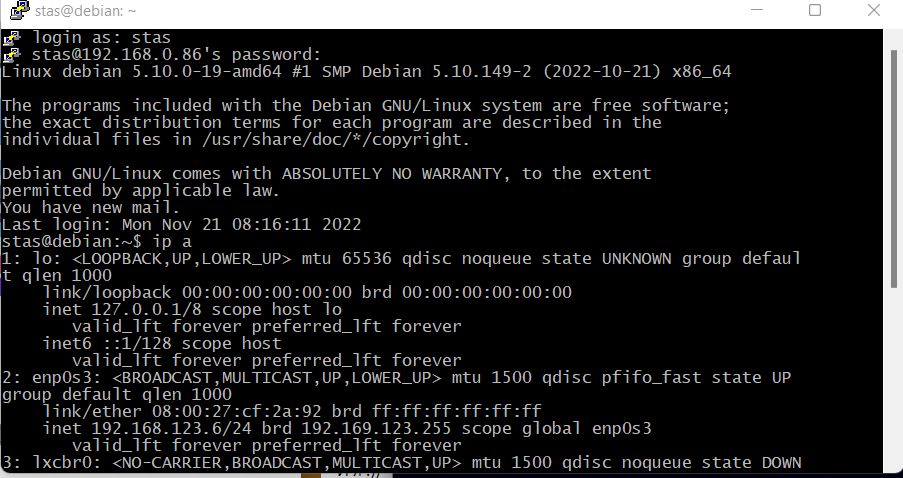 stas@debian: ~
login as: stas
stas@192.168.0.86's password:
Linux debian 5.10.0-19-amd64 #1 SMP Debian 5.10.149-2 (2022-10-21) x86_64
The programs included with the Debian GNU/Linux system are free software;
the exact distribution terms for each program are described in the
individual files in /usr/share/doc/*/copyright.
Debian GNU/Linux comes with ABSOLUTELY NO WARRANTY, to the extent
permitted by applicable law.
You have new mail.
Last login: Mon Nov 21 08:16:11 2022
stas@debian:~$ ip a
1: lo: <LOOPBACK,UP,LOWER_UP> mtu 65536 qdisc noqueue state UNKNOWN group defaul
t qlen 1000
link/loopback 00:00:00:00:00:00 brd 00:00:00:00:00:00
inet 127.0.0.1/8 scope host lo
valid_lft forever preferred_lft forever
inet6 ::1/128 scope host
valid_lft forever preferred_lft forever
2: enp0s3: <BROADCAST,MULTICAST,UP,LOWER_UP> mtu 1500 qdisc pfifo_fast state UP
group default qlen 1000
link/ether 08:00:27:cf:2a:92 brd ff:ff:ff:ff:ff:ff
inet 192.168.123.6/24 brd 192.169.123.255 scope global enp0s3
valid_lft forever preferred_lft forever
3: lxcbr0: <NO-CARRIER,BROADCAST,MULTICAST,UP> mtu 1500 qdisc noqueue state DOWN